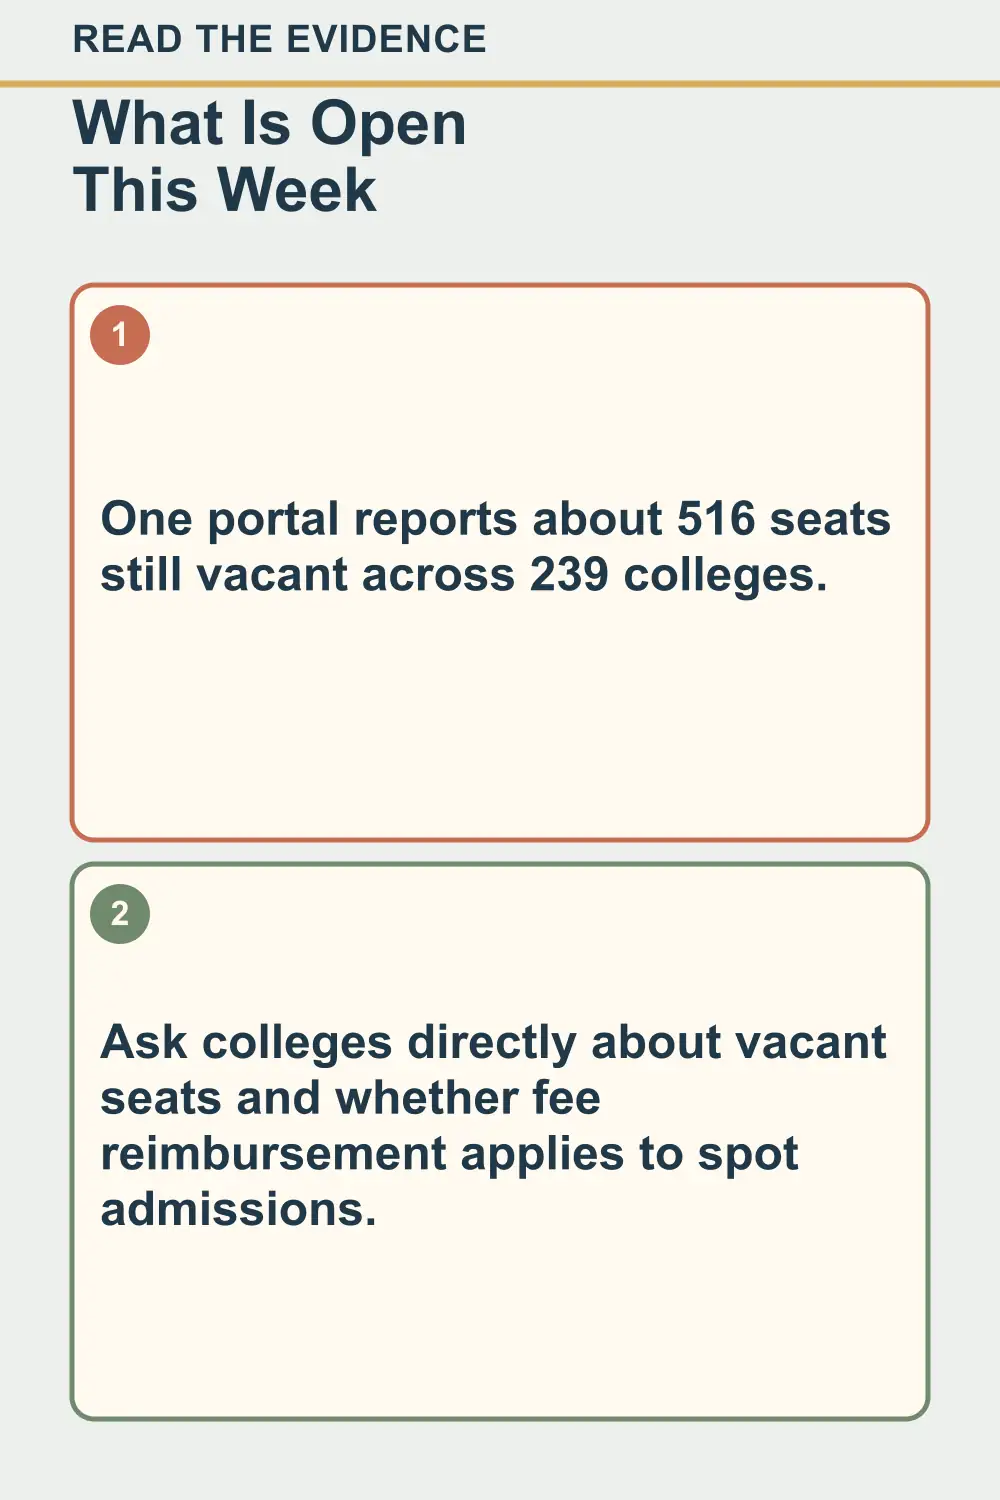 READ THE EVIDENCE
What Is Open
This Week
1
One portal reports about 516 seats
still vacant across 239 colleges.
2
Ask colleges directly about vacant
seats and whether fee
reimbursement applies to spot
admissions.